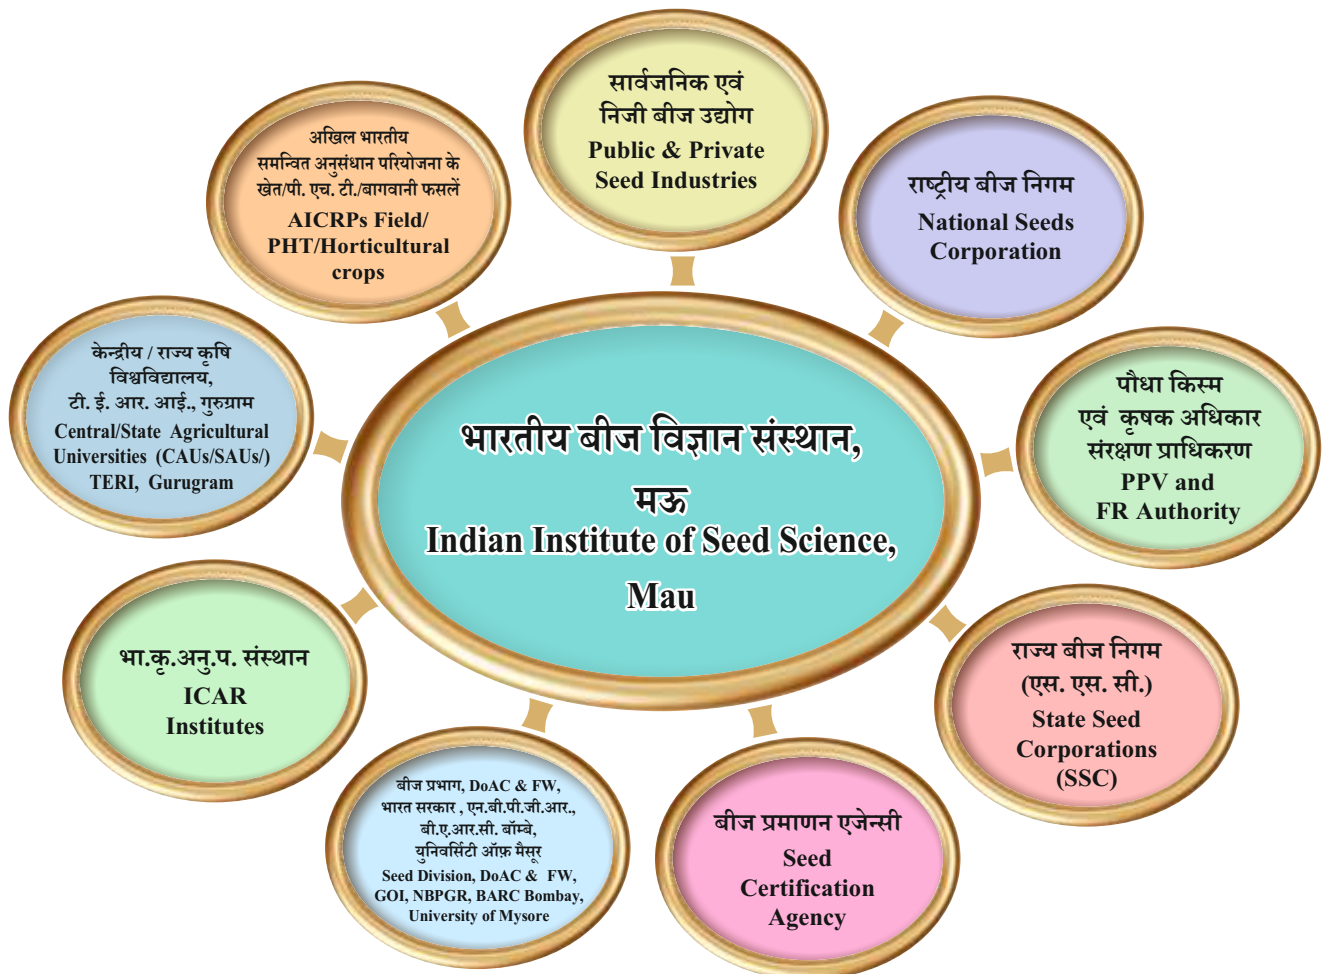 सार्वजनिक एवं
निजी बीज उद्योग
Public & Private
Seed Industries
अखिल भारतीय
समन्वित अनुसंधान परियोजना के
खेत/पी. एच. टी./बागवानी फसलें
AICRPs Field/
PHT/Horticultural
crops
राष्ट्रीय बीज निगम
National Seeds
Corporation
केन्द्रीय / राज्य कृषि
विश्वविद्यालय,
टी. ई. आर. आई., गुरुग्राम
Central/State Agricultural
Universities (CAUs/SAUs/)
TERI, Gurugram
पौधा किस्म
एवं कृषक अधिकार
संरक्षण प्राधिकरण
PPV and
FR Authority
भारतीय बीज विज्ञान संस्थान,
मऊ
Indian Institute of Seed Science,
Mau
भा.कृ.अनु.प. संस्थान
ICAR
Institutes
राज्य बीज निगम
(एस. एस. सी.)
State Seed
Corporations
(SSC)
बीज प्रभाग, DoAC & FW,
भारत सरकार , एन.बी.पी.जी.आर.,
बी.ए.आर.सी. बॉम्बे,
युनिवर्सिटी ऑफ़ मैसूर
Seed Division, DoAC & FW,
GOI, NBPGR, BARC Bombay,
University of Mysore
बीज प्रमाणन एजेन्सी
Seed
Certification
Agency